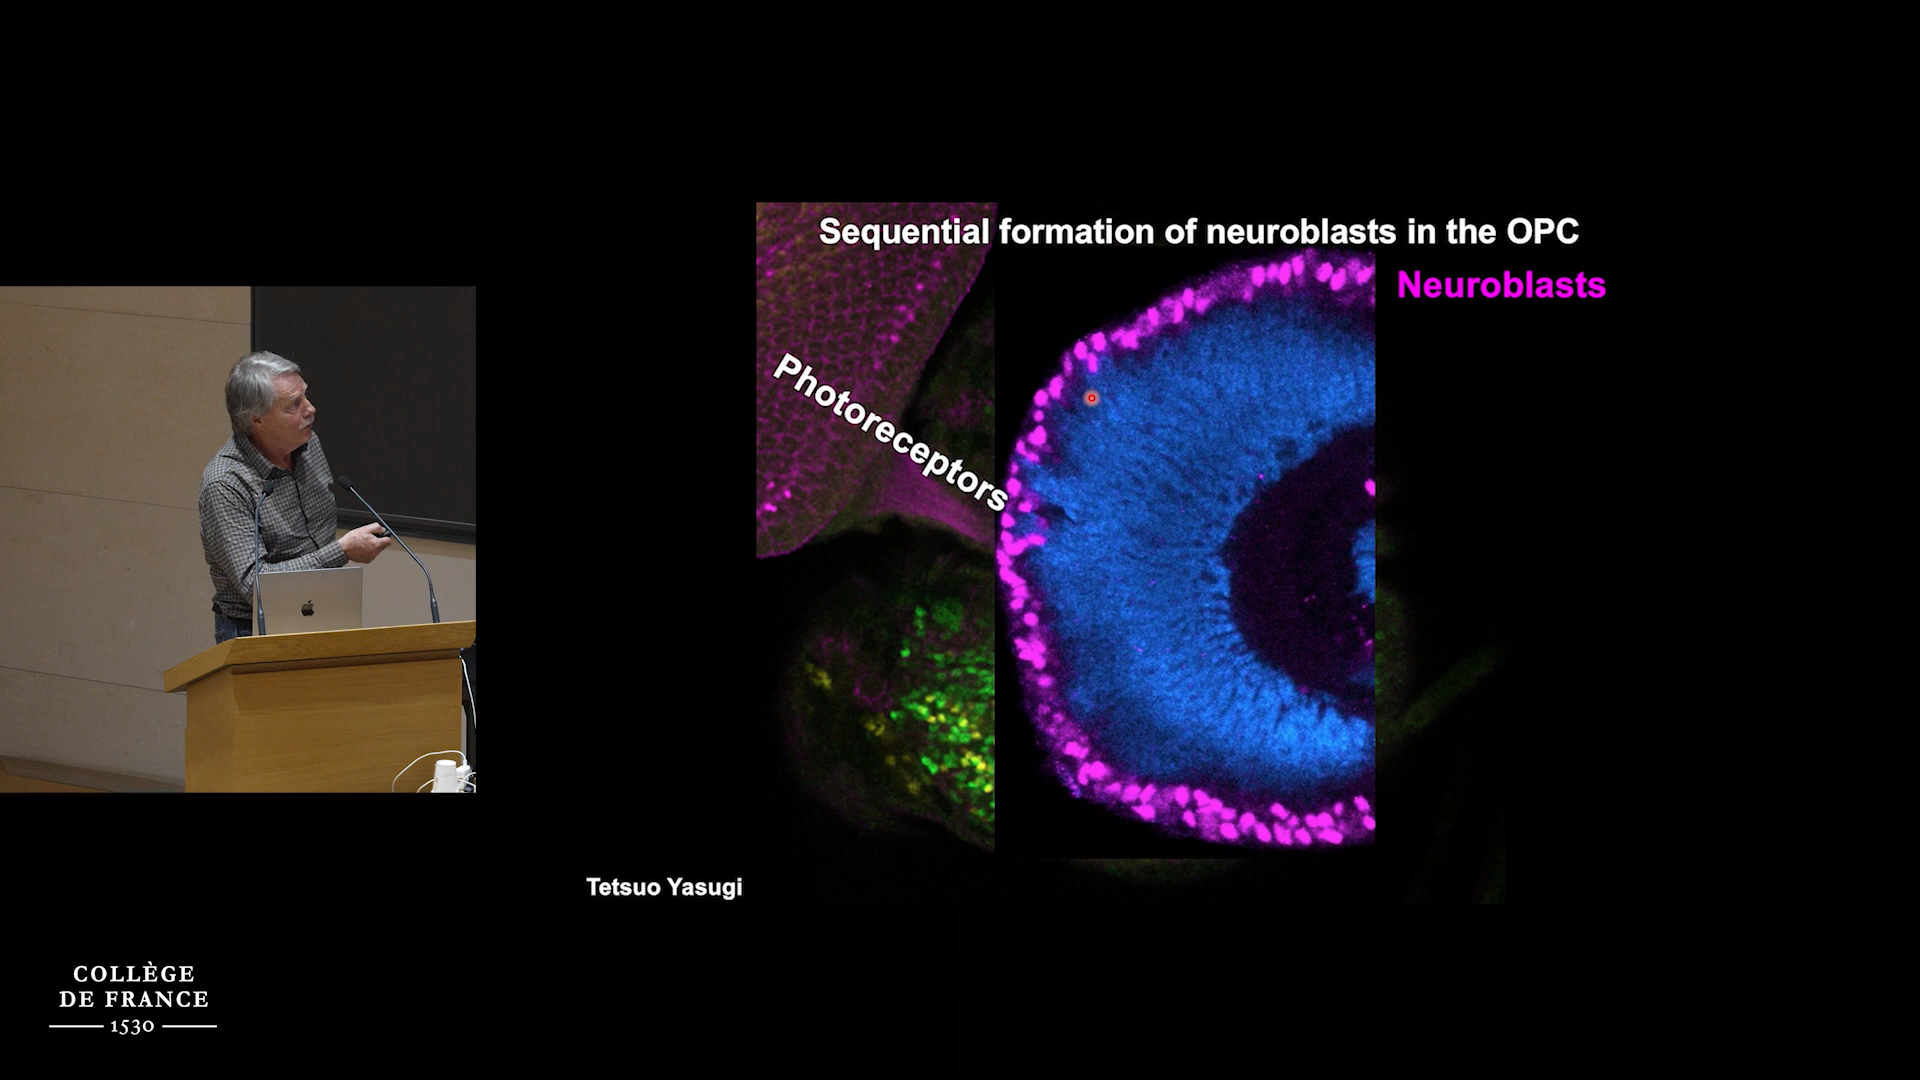 Sequential formation of neuroblasts in the OPC
Neuroblasts
Photoreceptors
Tetsuo Yasugi
COLLÈGE
DE FRANCE
1530